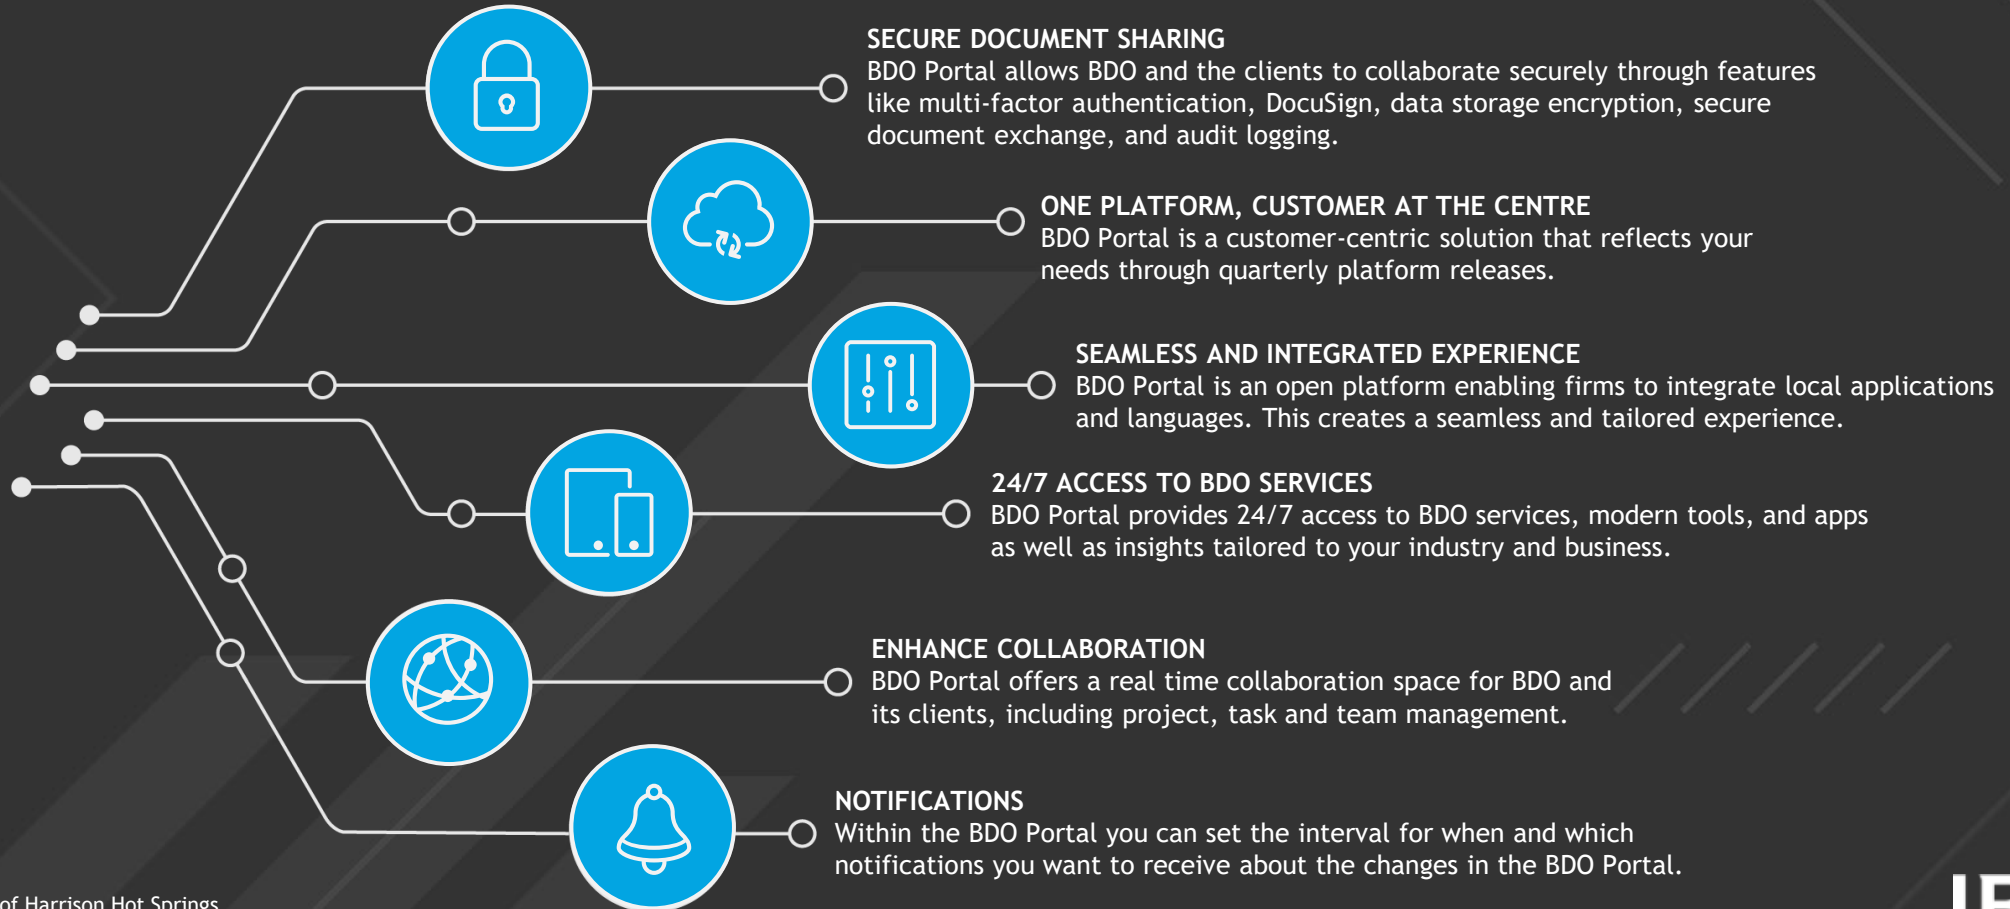 SECURE DOCUMENT SHARING
BDO Portal allows BDO and the clients to collaborate securely through features
like multi-factor authentication, DocuSign, data storage encryption, secure
document exchange, and audit logging.
ONE PLATFORM, CUSTOMER AT THE CENTRE
BDO Portal is a customer-centric solution that reflects your
needs through quarterly platform releases.
SEAMLESS AND INTEGRATED EXPERIENCE
BDO Portal is an open platform enabling firms to integrate local applications
and languages. This creates a seamless and tailored experience.
24/7 ACCESS TO BDO SERVICES
BDO Portal provides 24/7 access to BDO services, modern tools, and apps
as well as insights tailored to your industry and business.
ENHANCE COLLABORATION
BDO Portal offers a real time collaboration space for BDO and
its clients, including project, task and team management.
NOTIFICATIONS
Within the BDO Portal you can set the interval for when and which
notifications you want to receive about the changes in the BDO Portal.
of Harrison Hot Springs